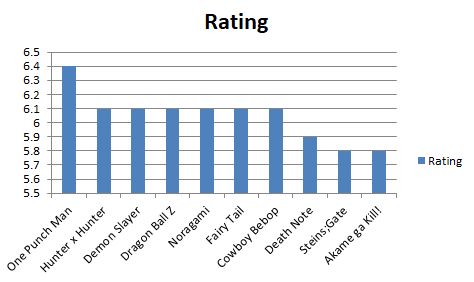 Rating
6.5
6.4
6.3
6.2
6.1
6
5.9
5.8
5.7
5.6
5.5
One Punch Man
Hunter x Hunter
Demon Slayer
Dragon Ball Z
Noragami
Fairy Tail
Cowboy Bebop
Death Note
Steins;Gate
Akame ga Kill!
Rating